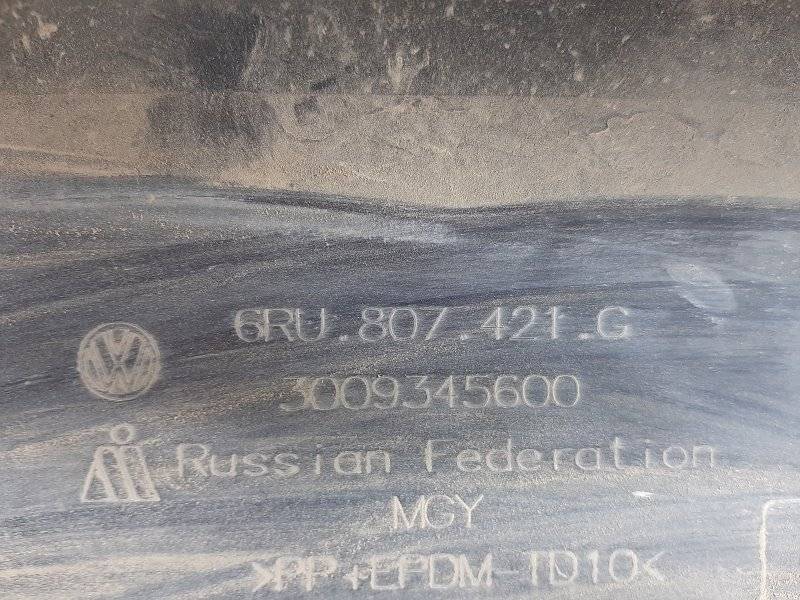 6RU.807.421.G
3009345600
Russian Federation
MGY
>PP+EPDM-TD10<